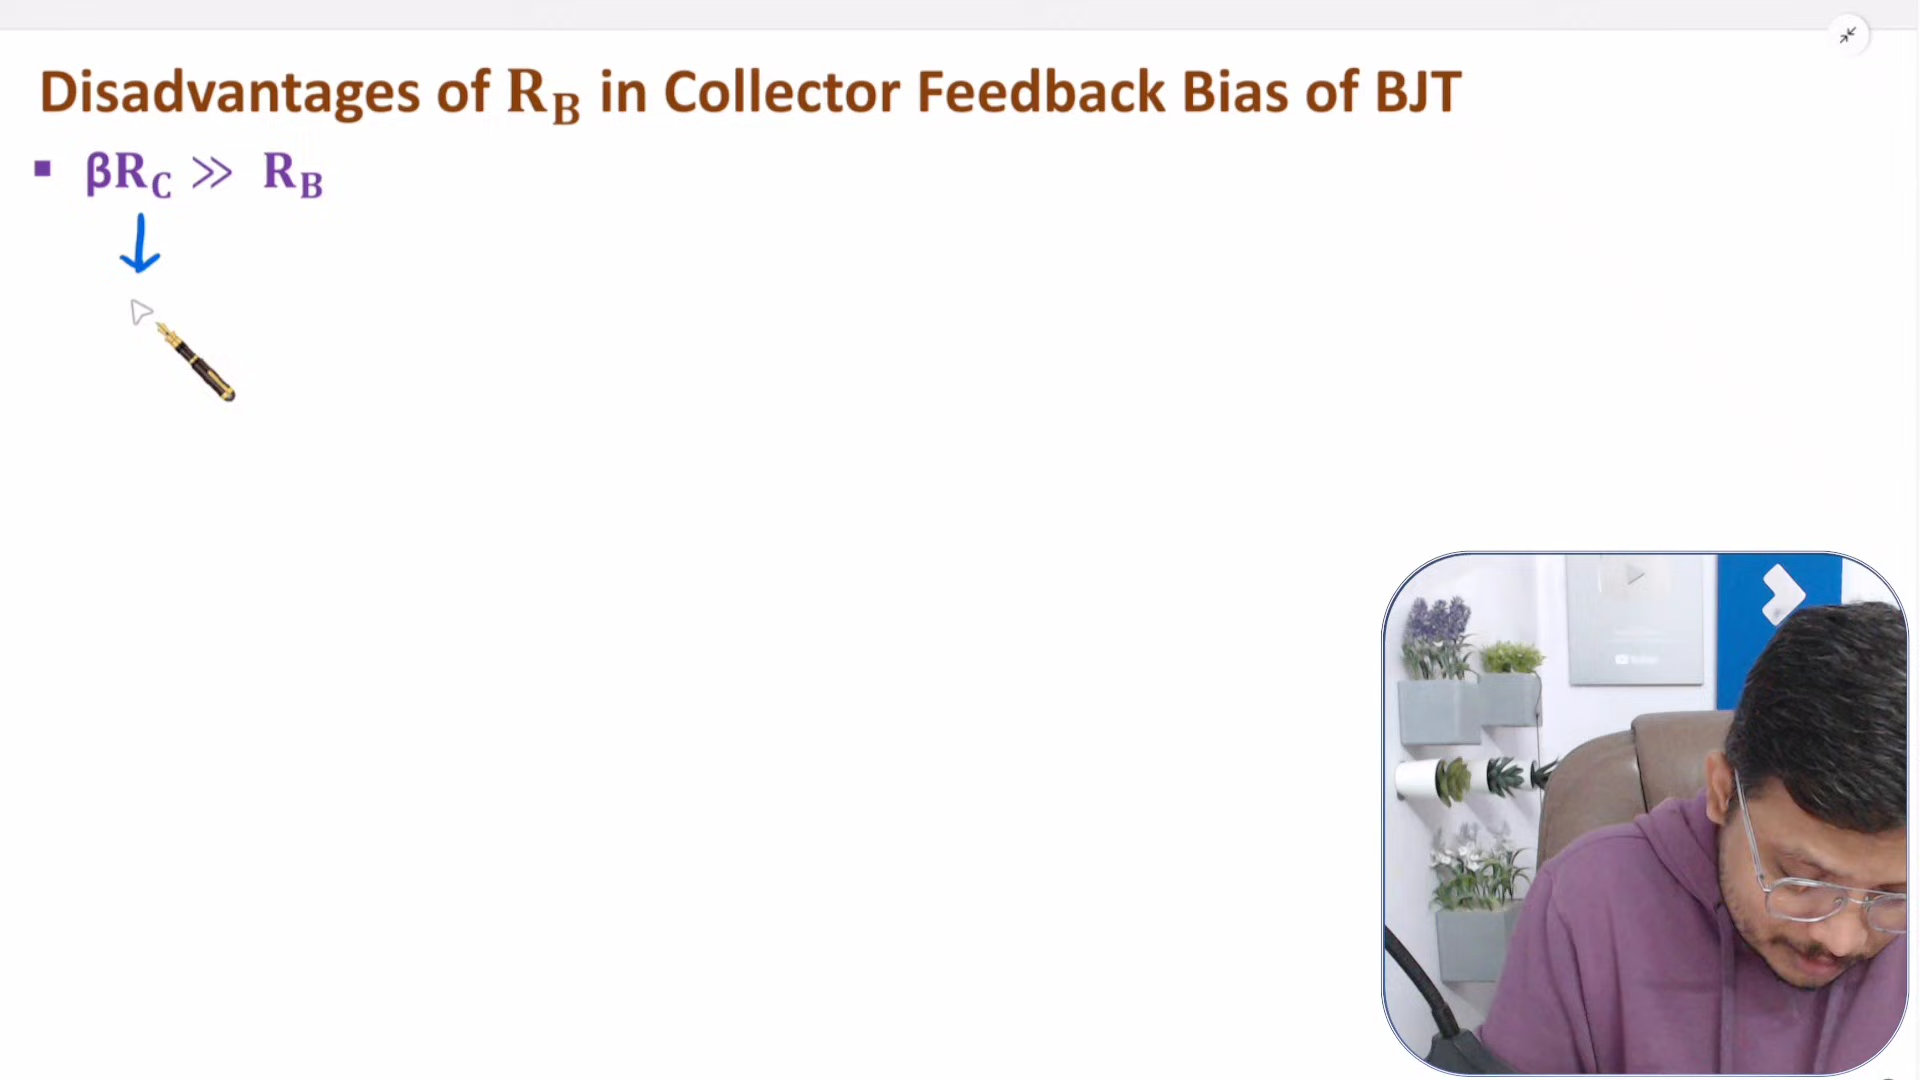 Disadvantages of R_B in Collector Feedback Bias of BJT
▪ βR_C ≫ R_B